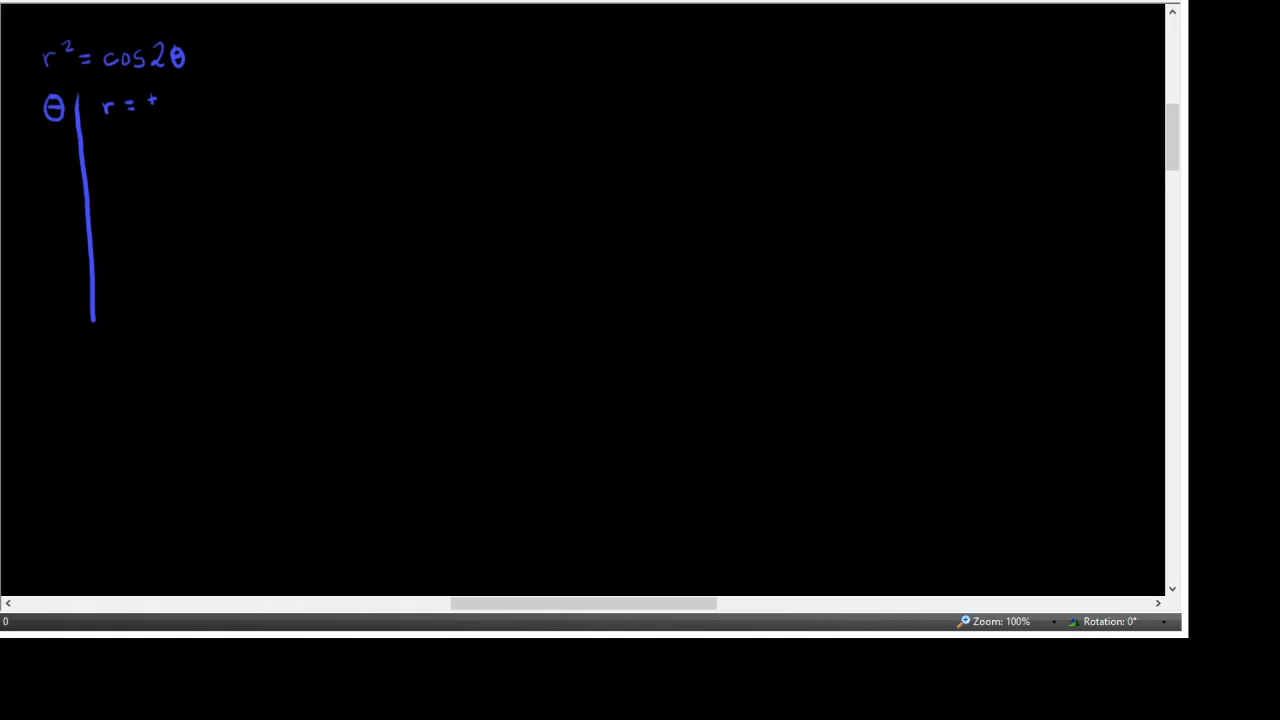 r² = cos2θ
θ | r = +
0
Zoom: 100%
Rotation: 0°